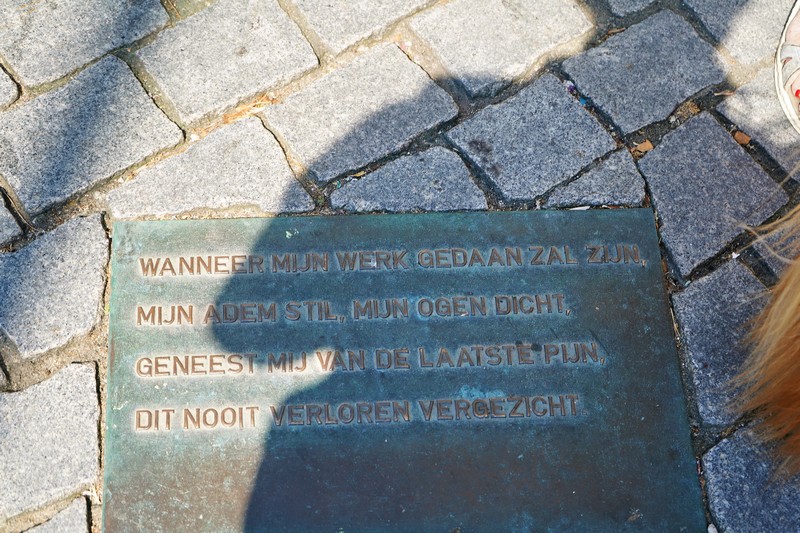 WANNEER MIJN WERK GEDAAN ZAL ZIJN,
MIJN ADEM STIL, MIJN OGEN DICHT,
GENEEST MIJ VAN DE LAATSTE PIJN,
DIT NOOIT VERLOREN VERGEZICHT